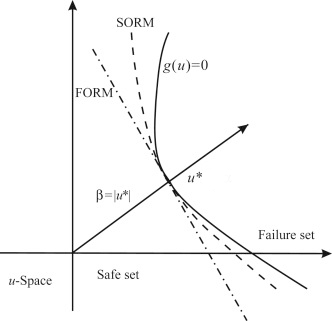 SORM
g(u)=0
FORM
u*
β=|u*|
Failure set
u-Space
Safe set